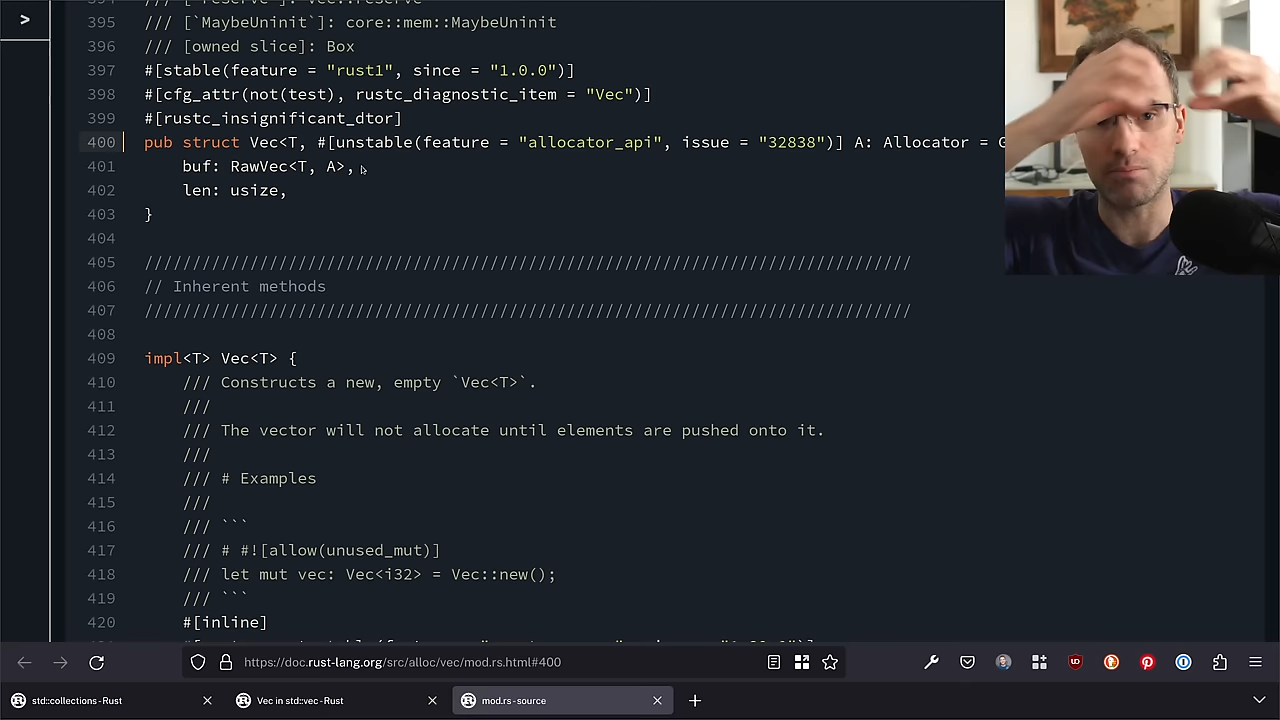 >
395 /// [`MaybeUninit`]: core::mem::MaybeUninit
396 /// [owned slice]: Box
397 #[stable(feature = "rust1", since = "1.0.0")]
398 #[cfg_attr(not(test), rustc_diagnostic_item = "Vec")]
399 #[rustc_insignificant_dtor]
400 pub struct Vec<T, #[unstable(feature = "allocator_api", issue = "32838")] A: Allocator =
401 buf: RawVec<T, A>,
402 len: usize,
403 }
404
405 ////////////////////////////////////////////////////////////////////////////////
406 // Inherent methods
407 ////////////////////////////////////////////////////////////////////////////////
408
409 impl<T> Vec<T> {
410 /// Constructs a new, empty `Vec<T>`.
411 ///
412 /// The vector will not allocate until elements are pushed onto it.
413 ///
414 /// # Examples
415 ///
416 /// ```
417 /// # #![allow(unused_mut)]
418 /// let mut vec: Vec<i32> = Vec::new();
419 /// ```
420 #[inline]
https://doc.rust-lang.org/src/alloc/vec/mod.rs.html#400
std::collections - Rust
Vec in std::vec - Rust
mod.rs - source